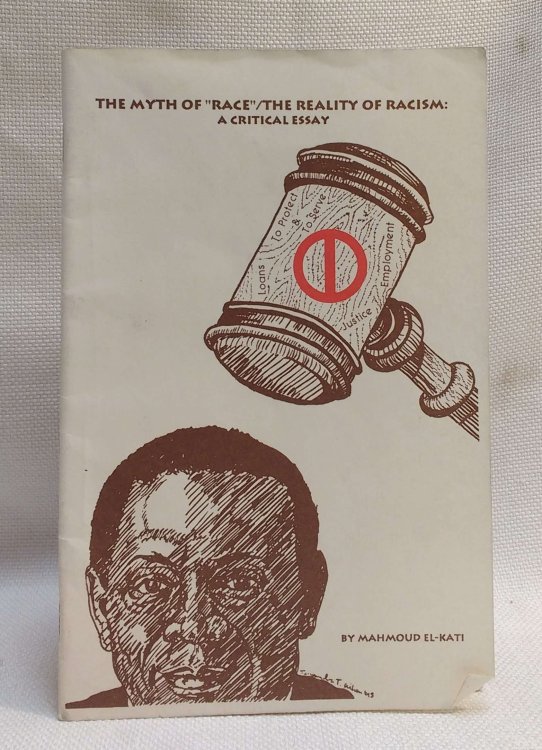 THE MYTH OF "RACE"/THE REALITY OF RACISM:
A CRITICAL ESSAY
Loans
To Protect
&
To Serve
Justice
Employment
BY MAHMOUD EL-KATI